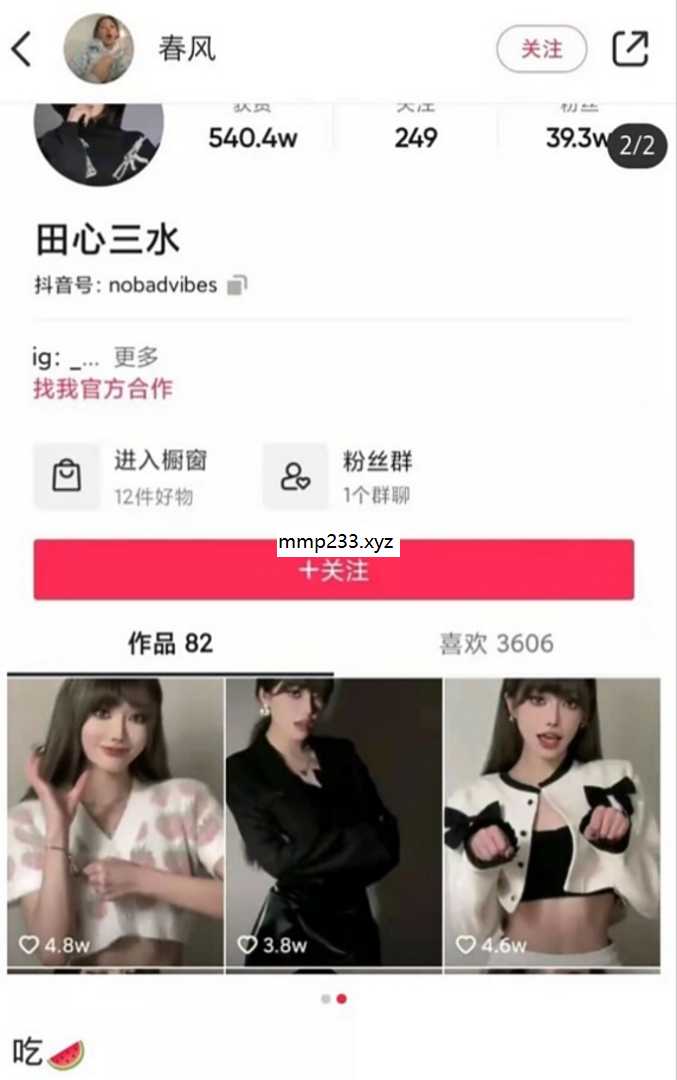 春风
关注
获赞 关注 粉丝
540.4w 249 39.3w
2/2
田心三水
抖音号：nobadvibes
ig: _... 更多
找我官方合作
进入橱窗 粉丝群
12件好物 1个群聊
mmp233.xyz
+关注
作品 82 喜欢 3606
4.8w 3.8w 4.6w
吃🍉